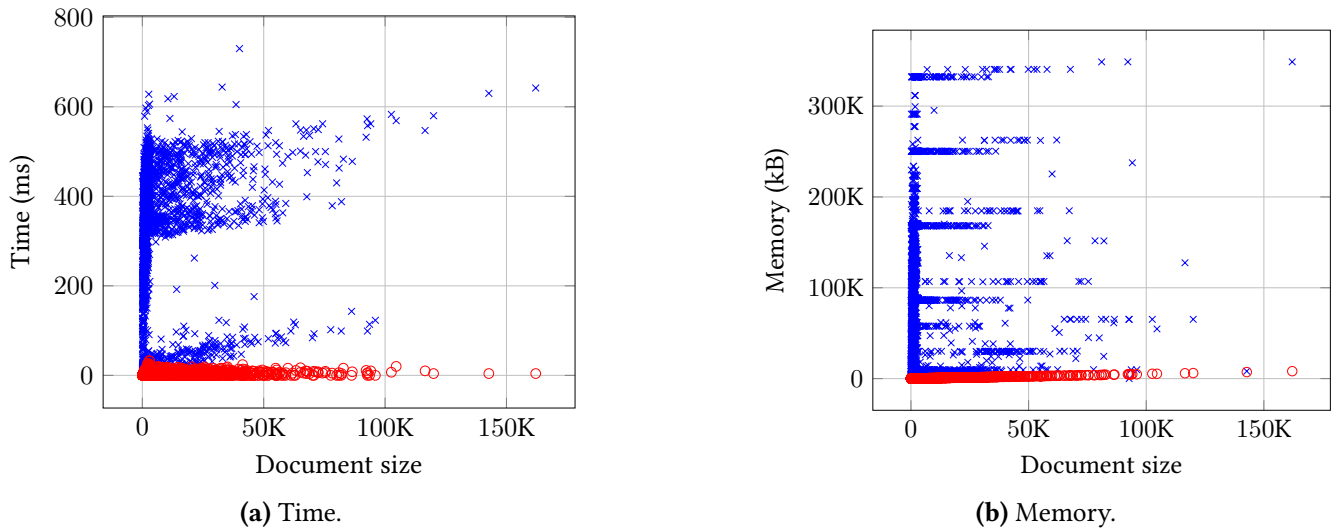 800
600
400
200
0
Time (ms)
0
50K
100K
150K
Document size
(a) Time.
300K
200K
100K
0
Memory (kB)
0
50K
100K
150K
Document size
(b) Memory.